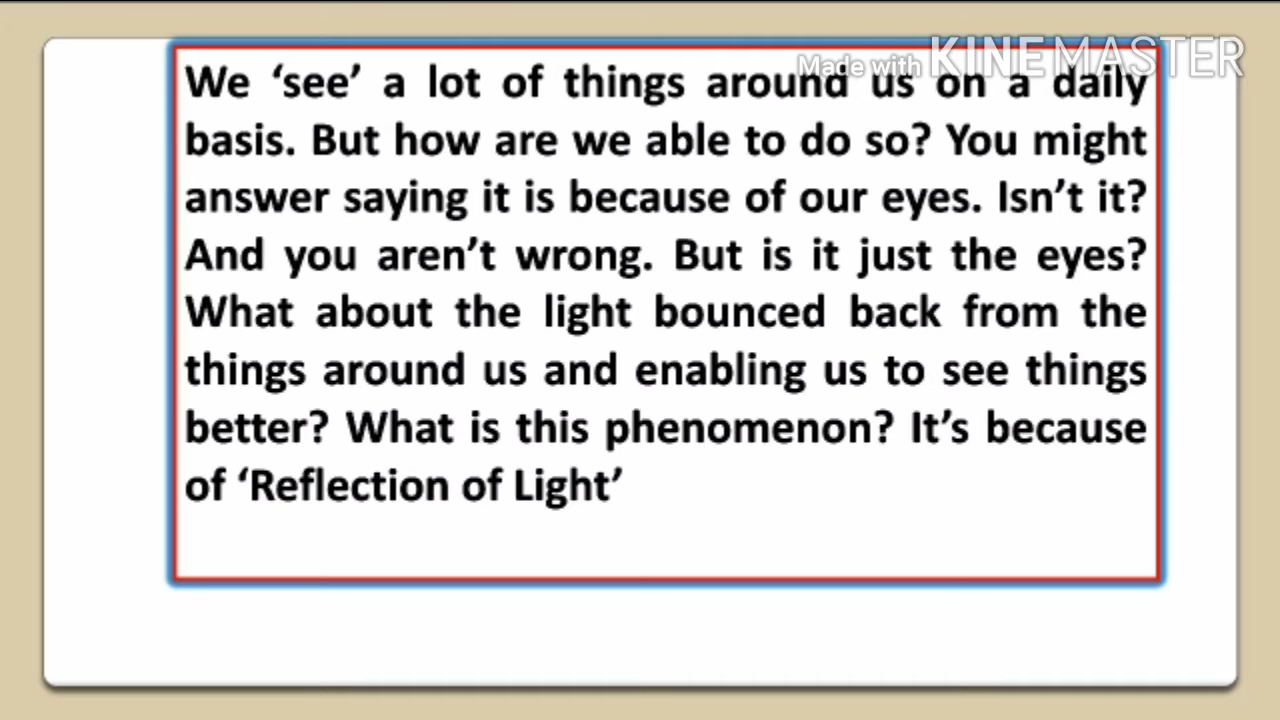 Made with KINEMASTER
We ‘see’ a lot of things around us on a daily
basis. But how are we able to do so? You might
answer saying it is because of our eyes. Isn’t it?
And you aren’t wrong. But is it just the eyes?
What about the light bounced back from the
things around us and enabling us to see things
better? What is this phenomenon? It’s because
of ‘Reflection of Light’